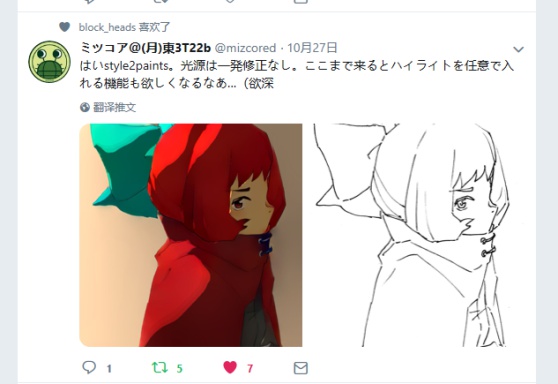 block_heads 喜欢了
ミツコア@(月)東3T22b @mizcored · 10月27日
はいstyle2paints。光源は一発修正なし。ここまで来るとハイライトを任意で入
れる機能も欲しくなるなあ...（欲深
翻译推文
1 5 7